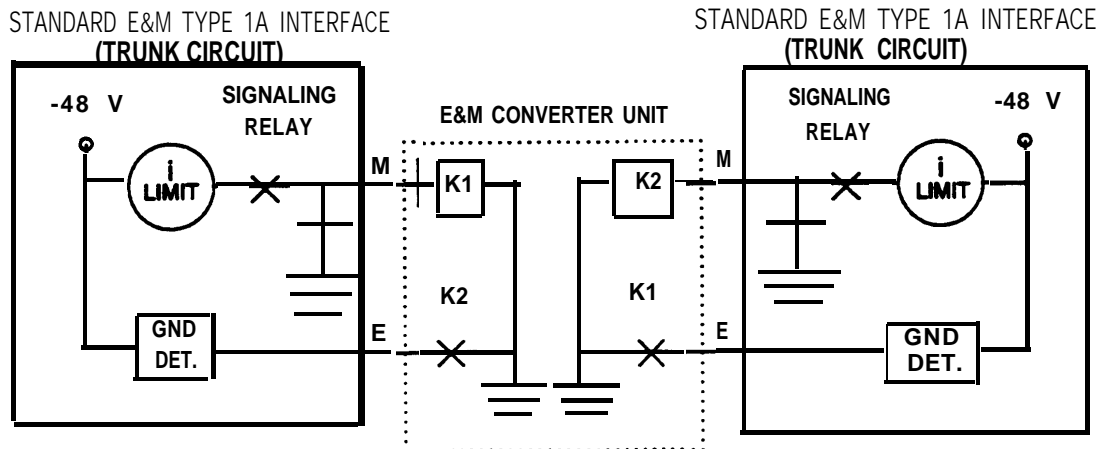 STANDARD E&M TYPE 1A INTERFACE
(TRUNK CIRCUIT)
-48 V
SIGNALING
RELAY
i
LIMIT
M
GND
DET.
E
E&M CONVERTER UNIT
K1
K2
K2
K1
STANDARD E&M TYPE 1A INTERFACE
(TRUNK CIRCUIT)
SIGNALING
RELAY
-48 V
M
i
LIMIT
E
GND
DET.